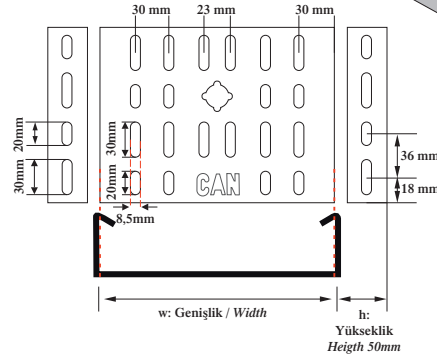 30 mm
23 mm
30 mm
20mm
30mm
30mm
20mm
CAN
8,5mm
36 mm
18 mm
w: Genişlik / Width
h:
Yükseklik
Heigth 50mm